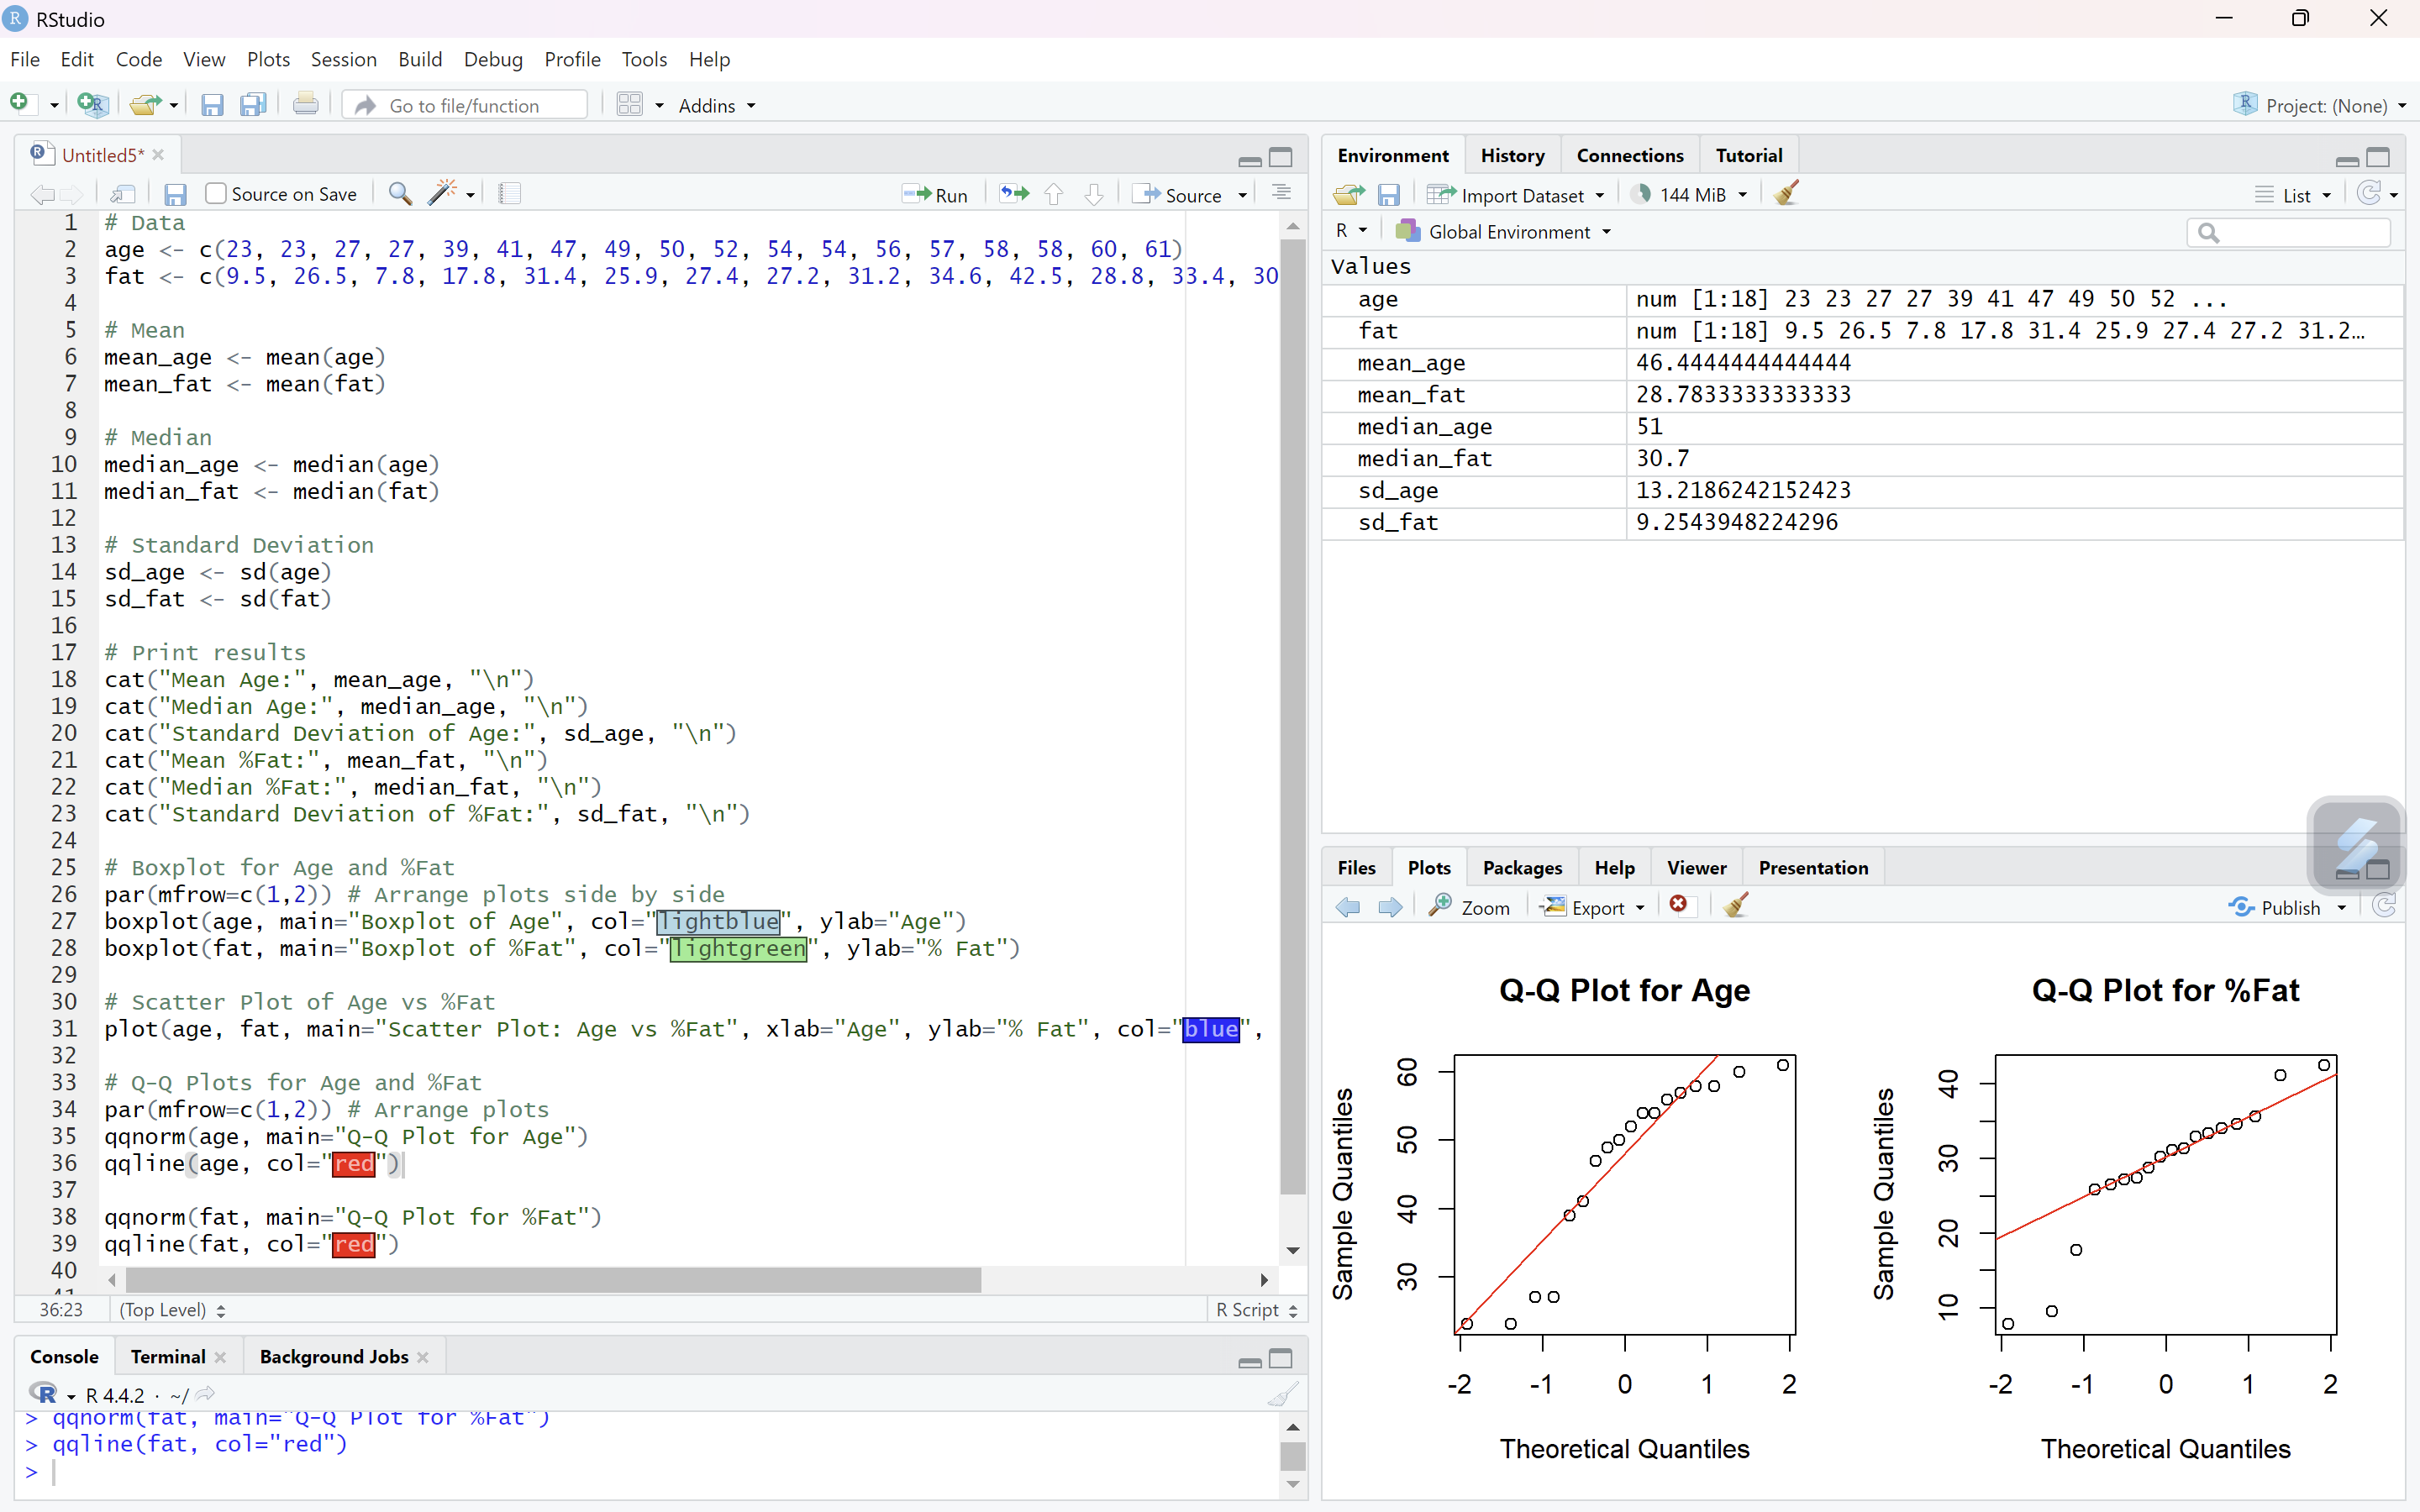 RStudio
File Edit Code View Plots Session Build Debug Profile Tools Help
Go to file/function Addins Project: (None)
Untitled5*
Source on Save Run Source
1 # Data
2 age <- c(23, 23, 27, 27, 39, 41, 47, 49, 50, 52, 54, 54, 56, 57, 58, 58, 60, 61)
3 fat <- c(9.5, 26.5, 7.8, 17.8, 31.4, 25.9, 27.4, 27.2, 31.2, 34.6, 42.5, 28.8, 33.4, 30
4
5 # Mean
6 mean_age <- mean(age)
7 mean_fat <- mean(fat)
8
9 # Median
10 median_age <- median(age)
11 median_fat <- median(fat)
12
13 # Standard Deviation
14 sd_age <- sd(age)
15 sd_fat <- sd(fat)
16
17 # Print results
18 cat("Mean Age:", mean_age, "\n")
19 cat("Median Age:", median_age, "\n")
20 cat("Standard Deviation of Age:", sd_age, "\n")
21 cat("Mean %Fat:", mean_fat, "\n")
22 cat("Median %Fat:", median_fat, "\n")
23 cat("Standard Deviation of %Fat:", sd_fat, "\n")
24
25 # Boxplot for Age and %Fat
26 par(mfrow=c(1,2)) # Arrange plots side by side
27 boxplot(age, main="Boxplot of Age", col="lightblue", ylab="Age")
28 boxplot(fat, main="Boxplot of %Fat", col="lightgreen", ylab="% Fat")
29
30 # Scatter Plot of Age vs %Fat
31 plot(age, fat, main="Scatter Plot: Age vs %Fat", xlab="Age", ylab="% Fat", col="blue",
32
33 # Q-Q Plots for Age and %Fat
34 par(mfrow=c(1,2)) # Arrange plots
35 qqnorm(age, main="Q-Q Plot for Age")
36 qqline(age, col="red")
37
38 qqnorm(fat, main="Q-Q Plot for %Fat")
39 qqline(fat, col="red")
40
41
36:23 (Top Level) R Script
Console Terminal Background Jobs
R R 4.4.2 · ~/
> qqnorm(fat, main="Q-Q Plot for %Fat")
> qqline(fat, col="red")
>
Environment History Connections Tutorial
Import Dataset 144 MiB List
R Global Environment
Values
age num [1:18] 23 23 27 27 39 41 47 49 50 52 ...
fat num [1:18] 9.5 26.5 7.8 17.8 31.4 25.9 27.4 27.2 31.2…
mean_age 46.4444444444444
mean_fat 28.7833333333333
median_age 51
median_fat 30.7
sd_age 13.2186242152423
sd_fat 9.2543948224296
Files Plots Packages Help Viewer Presentation
Zoom Export Publish
Q-Q Plot for Age
Sample Quantiles
60
50
40
30
-2 -1 0 1 2
Theoretical Quantiles
Q-Q Plot for %Fat
Sample Quantiles
40
30
20
10
-2 -1 0 1 2
Theoretical Quantiles